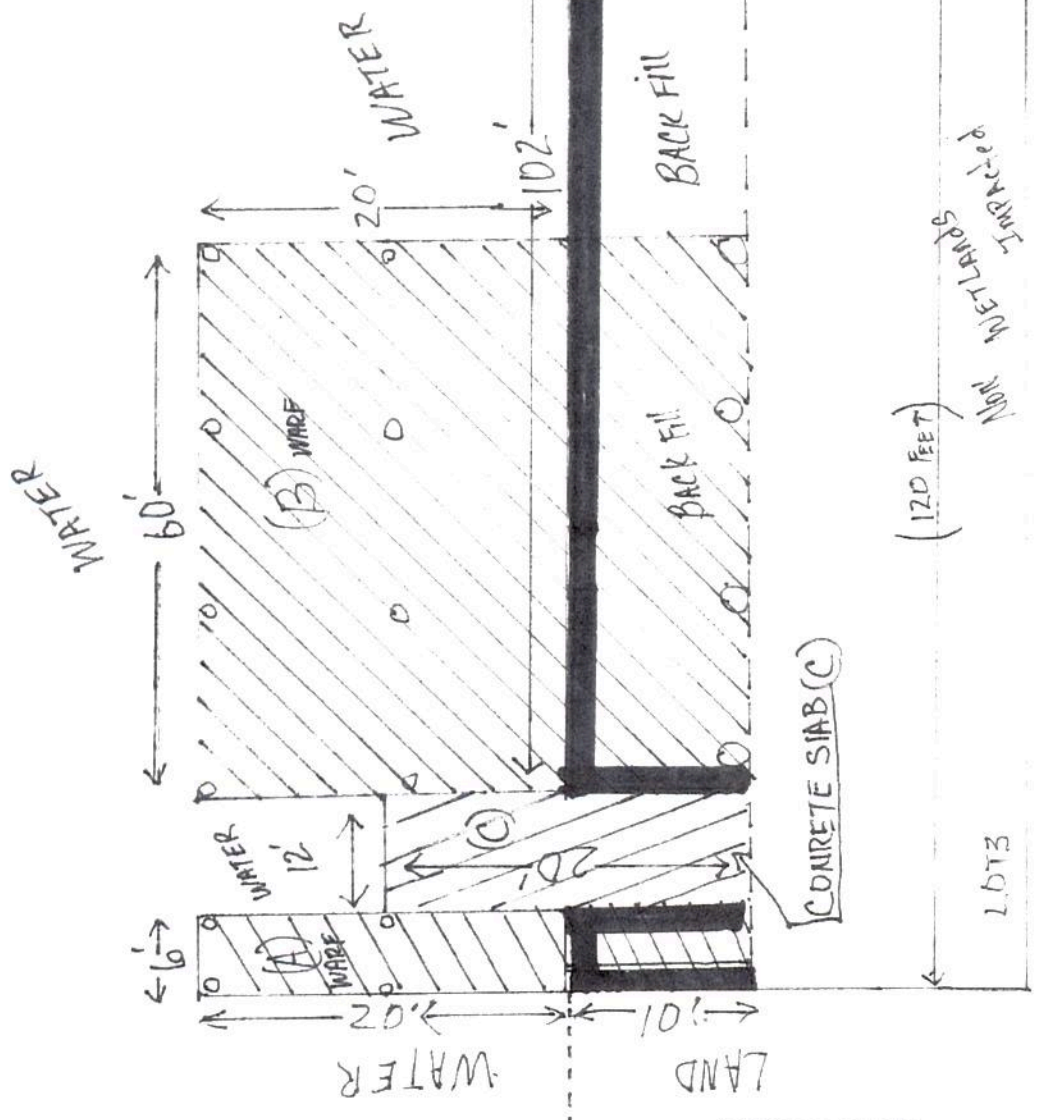 WATER
60'
WATER
20'
102'
(B) WARF
WATER
12'
6'
(A)
WARF
(C)
20'
20'
10'
WATER
LAND
BACK Fill
BACK Fill
CONRETE SLAB (C)
(120 FEET)
NON WETLANDS
IMPActed
LOT3